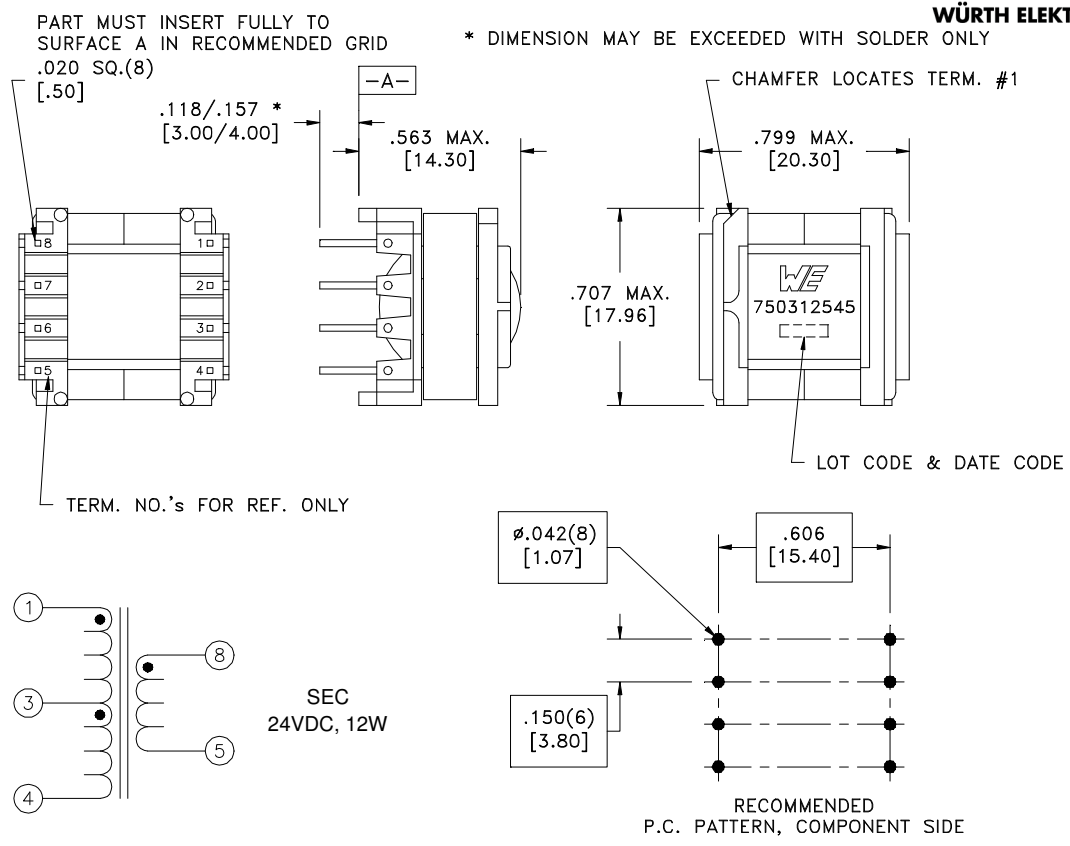 WÜRTH ELEKT
PART MUST INSERT FULLY TO
SURFACE A IN RECOMMENDED GRID
* DIMENSION MAY BE EXCEEDED WITH SOLDER ONLY
.020 SQ.(8)
[.50]
-A-
CHAMFER LOCATES TERM. #1
.118/.157 *
[3.00/4.00]
.563 MAX.
[14.30]
.799 MAX.
[20.30]
8
1
7
2
6
3
5
4
.707 MAX.
[17.96]
WE
750312545
LOT CODE & DATE CODE
TERM. NO.'s FOR REF. ONLY
ø.042(8)
[1.07]
.606
[15.40]
1
8
3
5
4
SEC
24VDC, 12W
.150(6)
[3.80]
RECOMMENDED
P.C. PATTERN, COMPONENT SIDE